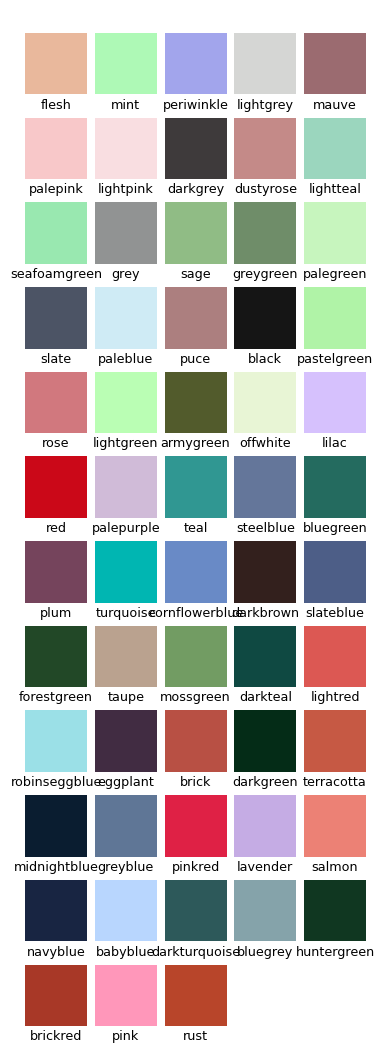 flesh mint periwinkle lightgrey mauve
palepink lightpink darkgrey dustyrose lightteal
seafoamgreen grey sage greygreen palegreen
slate paleblue puce black pastelgreen
rose lightgreen armygreen offwhite lilac
red palepurple teal steelblue bluegreen
plum turquoise cornflowerblue darkbrown slateblue
forestgreen taupe mossgreen darkteal lightred
robinseggblue eggplant brick darkgreen terracotta
midnightblue greyblue pinkred lavender salmon
navyblue babyblue darkturquoise bluegrey huntergreen
brickred pink rust